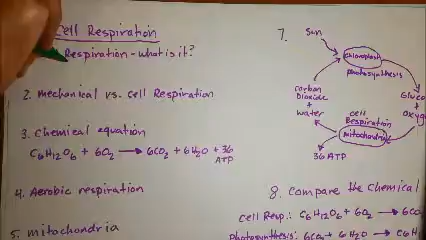 Cell Respiration
Respiration - what is it?
2. mechanical vs. cell Respiration
3. chemical equation
C6H12O6 + 6O2 → 6CO2 + 6H2O + 36
ATP
4. Aerobic respiration
5. mitochondria
7.
Sun
chloroplast
photosynthesis
carbon
Dioxide
+
water
Gluco
+
oxyg
cell
Respiration
36 ATP
8. compare the chemical
cell Resp.: C6H12O6 + 6O2 → 6CO
Photosynthesis: 6CO2 + 6H2O → C6H